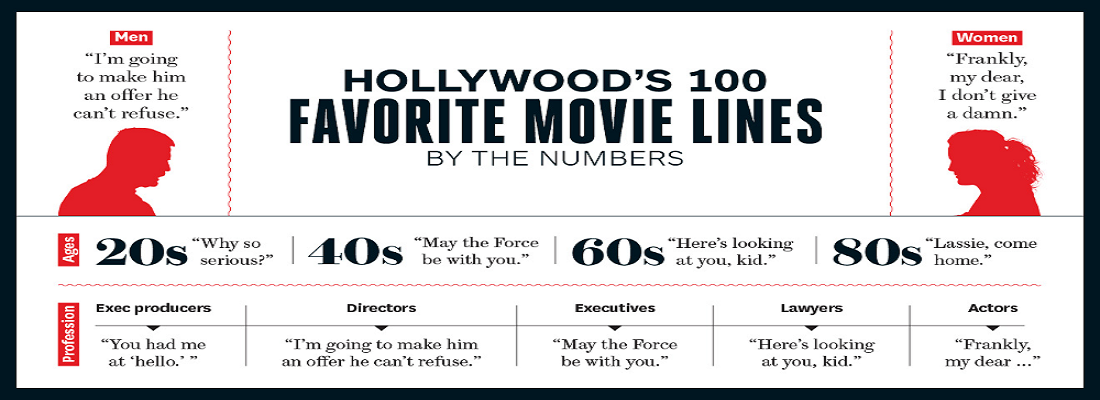 Men
“I’m going
to make him
an offer he
can’t refuse.”
HOLLYWOOD’S 100
FAVORITE MOVIE LINES
BY THE NUMBERS
Women
“Frankly,
my dear,
I don’t give
a damn.”
Ages
20s “Why so
serious?”
40s “May the Force
be with you.”
60s “Here’s looking
at you, kid.”
80s “Lassie, come
home.”
Profession
Exec producers
“You had me
at ‘hello.’ ”
Directors
“I’m going to make him
an offer he can’t refuse.”
Executives
“May the Force
be with you.”
Lawyers
“Here’s looking
at you, kid.”
Actors
“Frankly,
my dear ...”